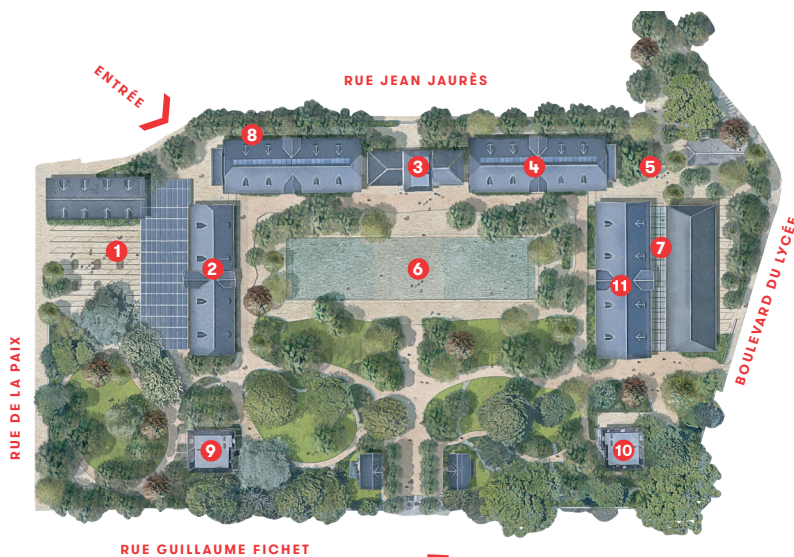 RUE JEAN JAURÈS
ENTRÉE
8
3
4
5
1
2
6
7
11
9
10
RUE DE LA PAIX
BOULEVARD DU LYCÉE
RUE GUILLAUME FICHET